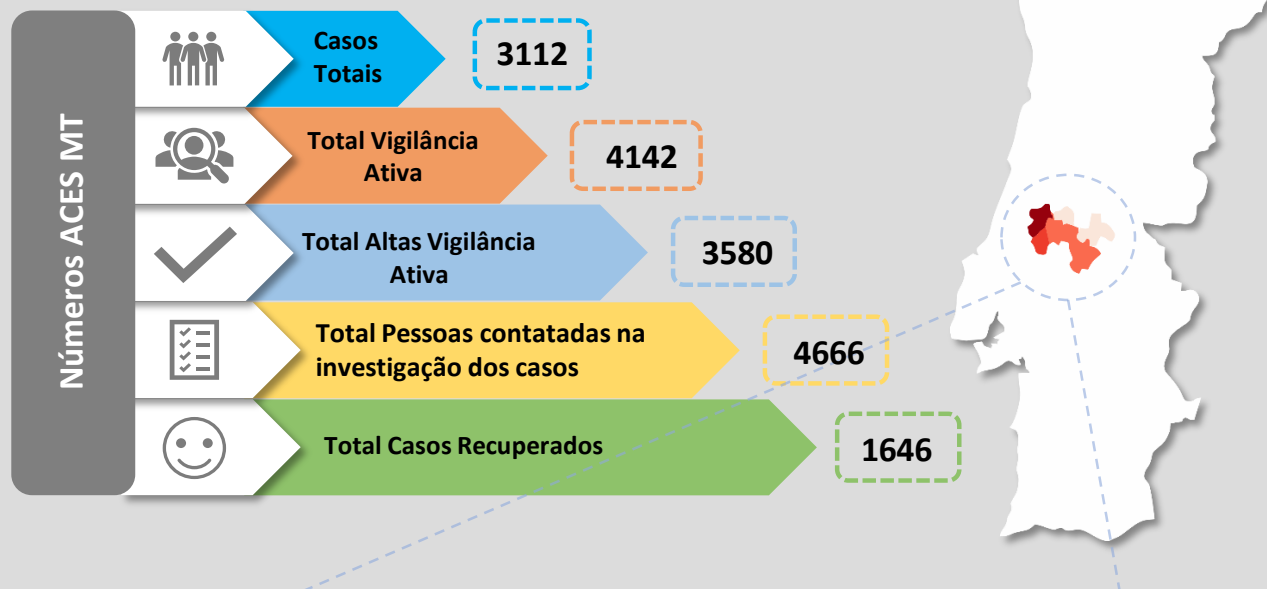 Números ACES MT
Casos
Totais
3112
Total Vigilância
Ativa
4142
Total Altas Vigilância
Ativa
3580
Total Pessoas contatadas na
investigação dos casos
4666
Total Casos Recuperados
1646